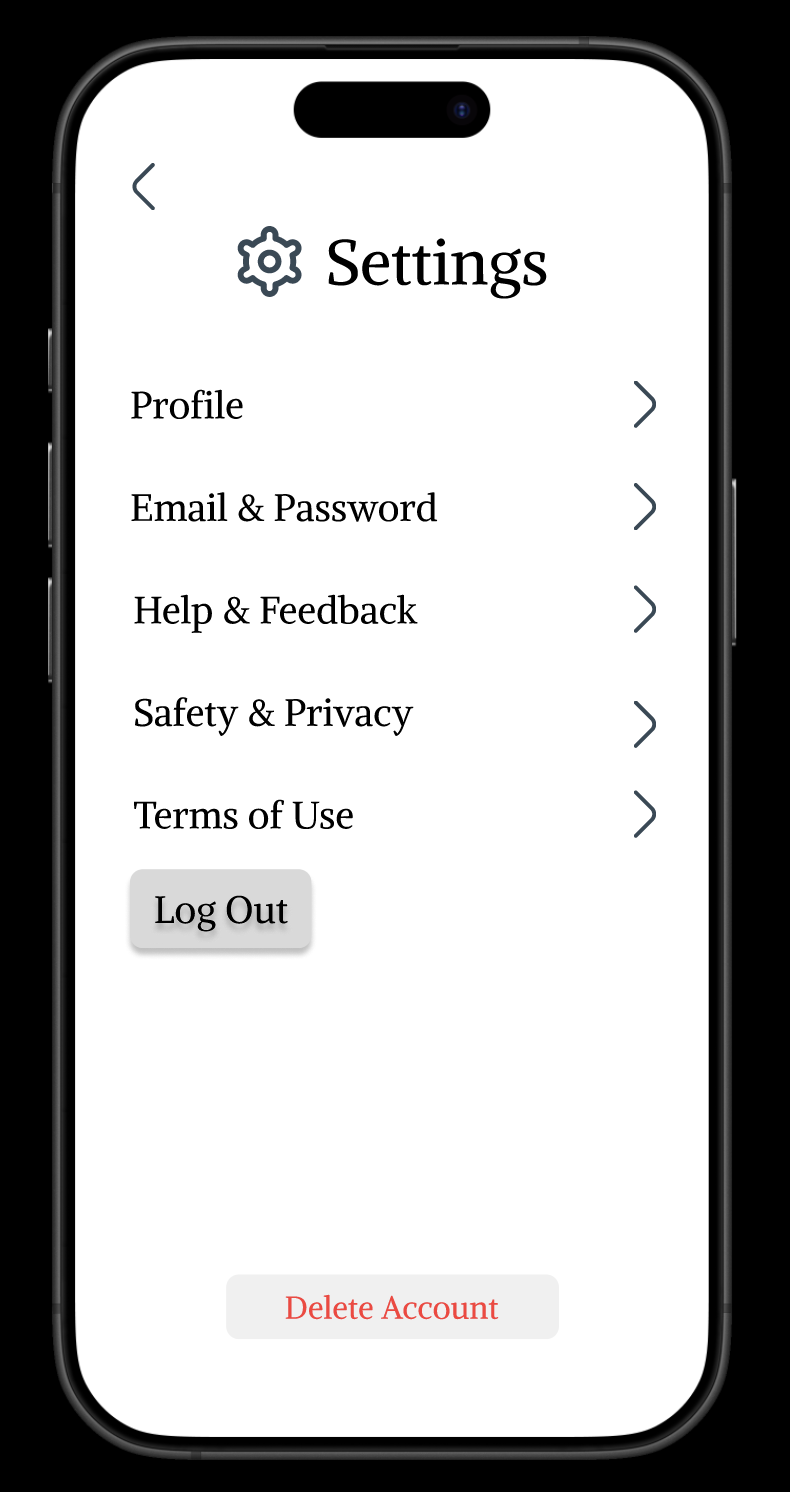 Settings
Profile
Email & Password
Help & Feedback
Safety & Privacy
Terms of Use
Log Out
Delete Account